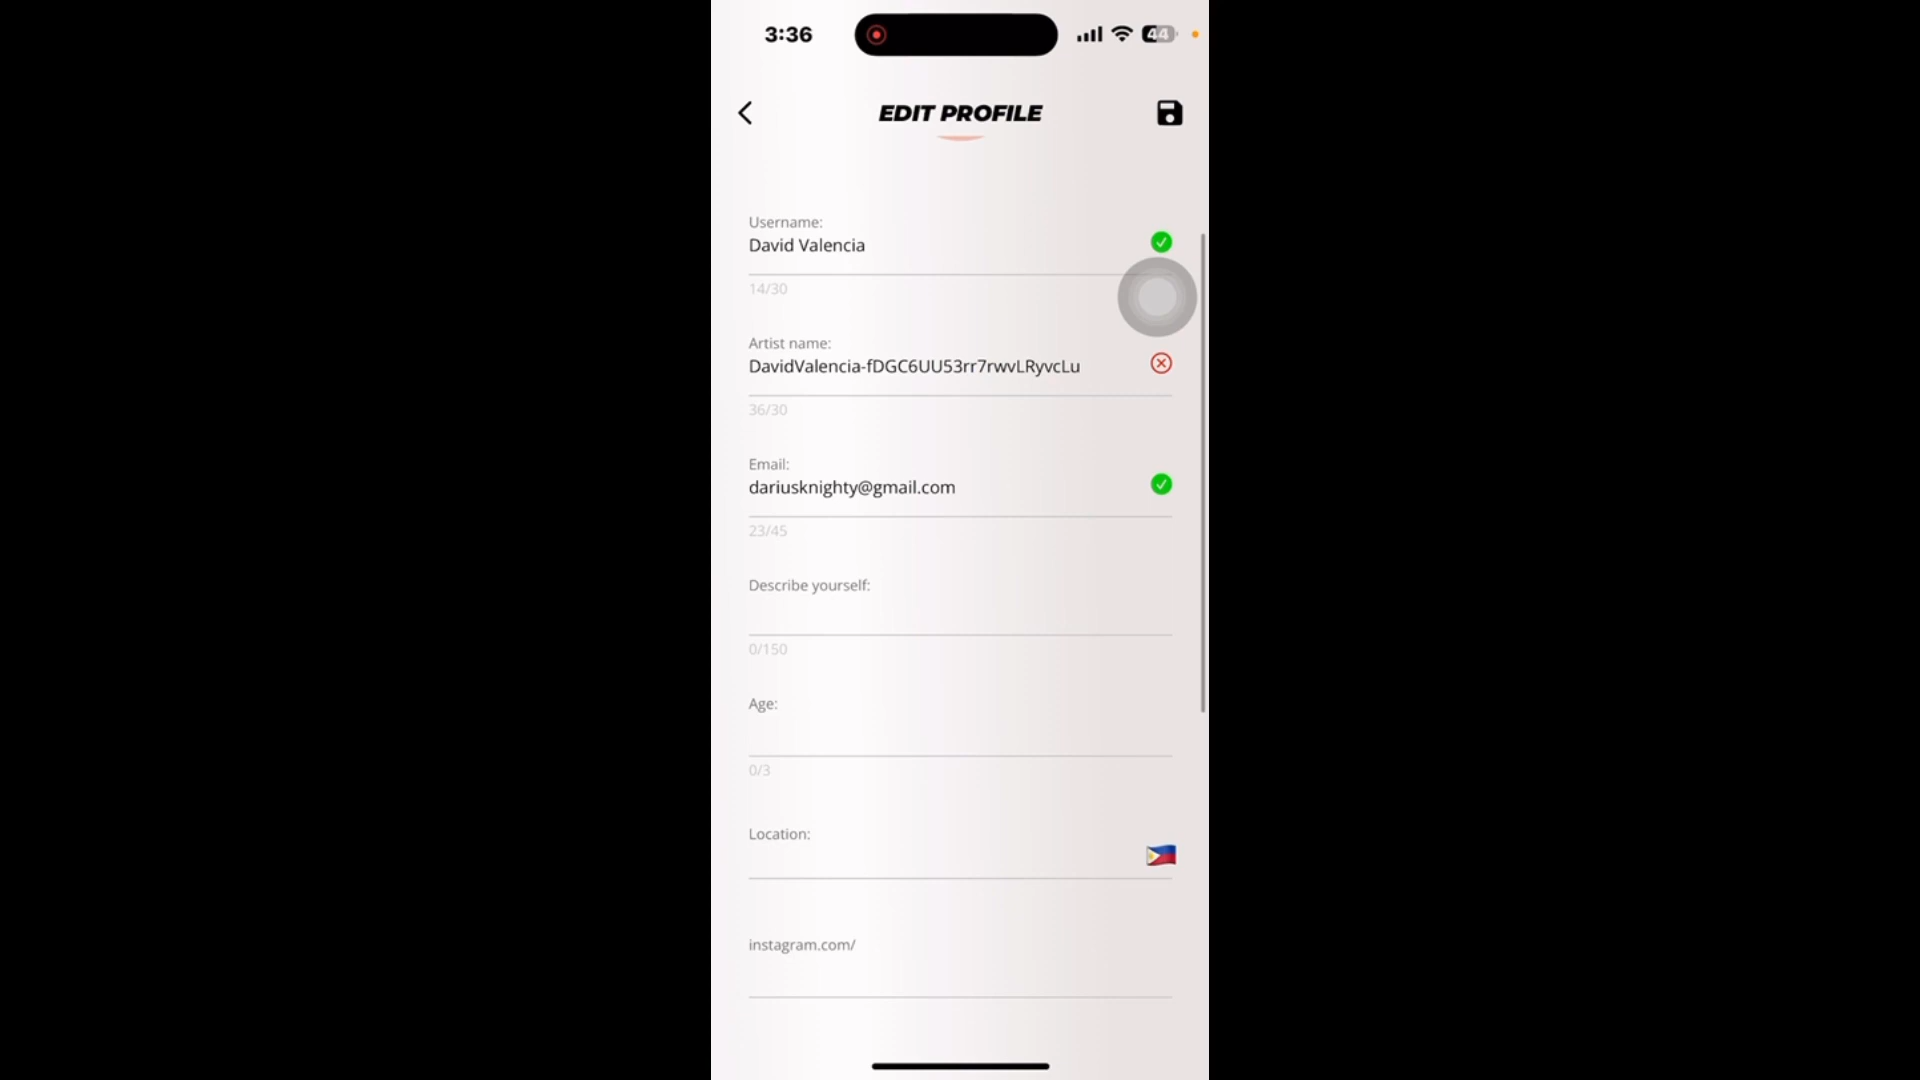 3:36
44
EDIT PROFILE
Username:
David Valencia
14/30
Artist name:
DavidValencia-fDGC6UU53rr7rwvLRyvcLu
36/30
Email:
dariusknighty@gmail.com
23/45
Describe yourself:
0/150
Age:
0/3
Location:
instagram.com/